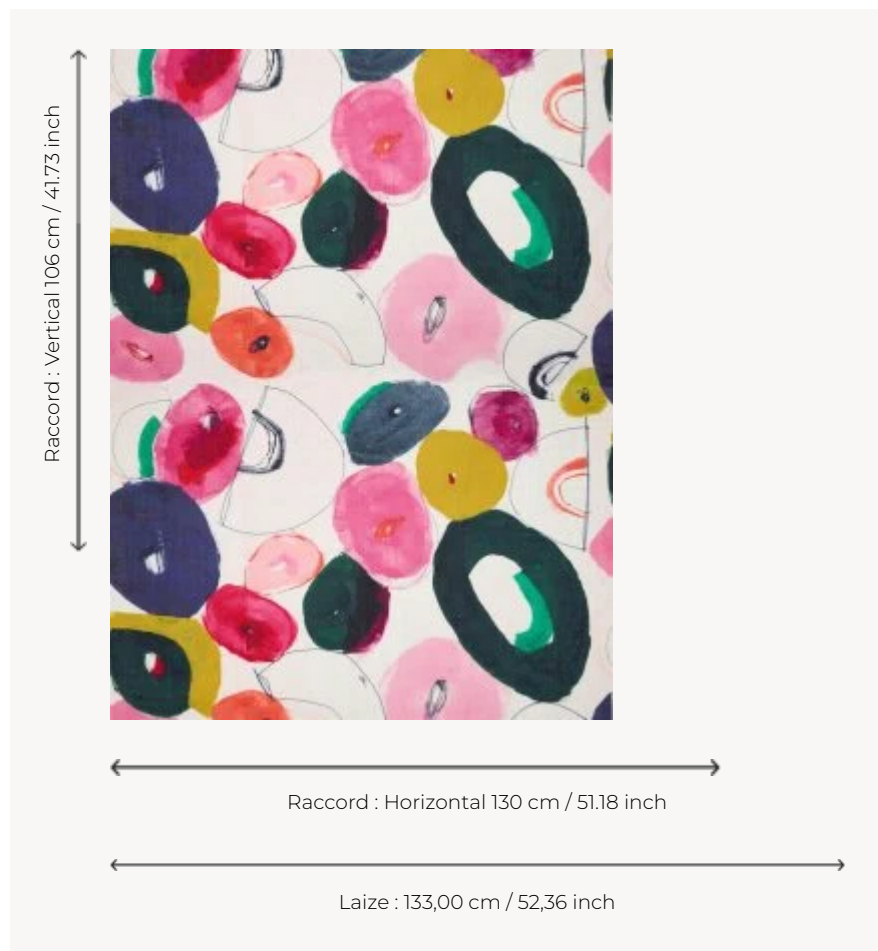 Raccord : Vertical 106 cm / 41.73 inch
Raccord : Horizontal 130 cm / 51.18 inch
Laize : 133,00 cm / 52,36 inch